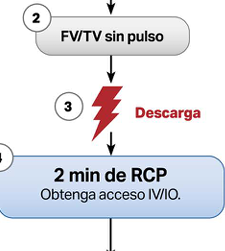 2
FV/TV sin pulso
3
Descarga
4
2 min de RCP
Obtenga acceso IV/IO.